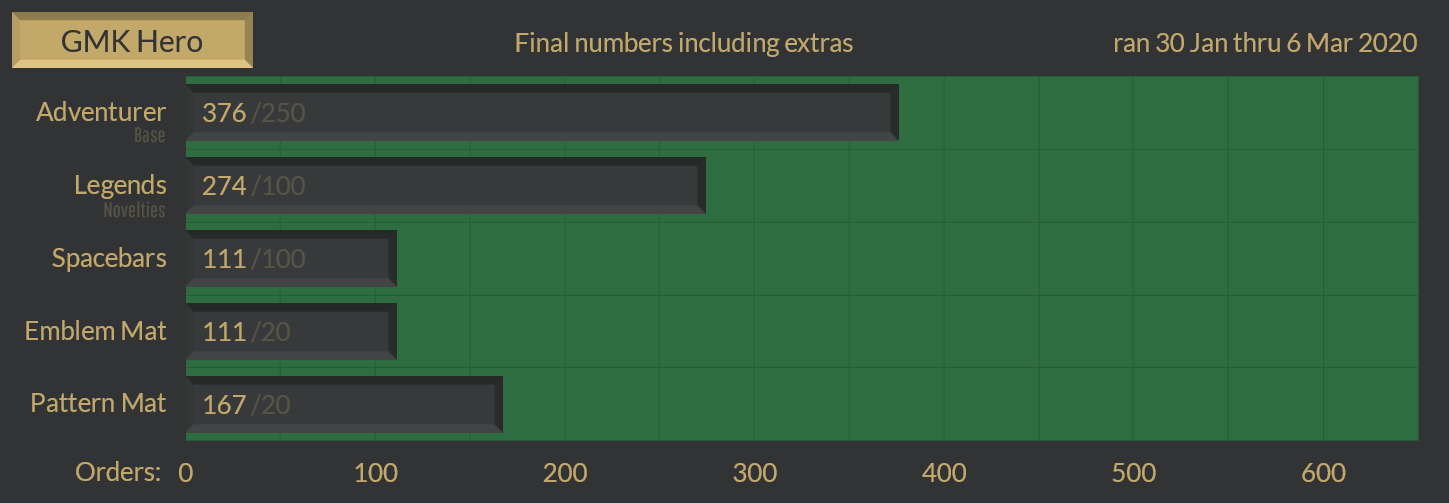 GMK Hero
Final numbers including extras
ran 30 Jan thru 6 Mar 2020
Adventurer
Base
376 /250
Legends
Novelties
274 /100
Spacebars
111 /100
Emblem Mat
111 /20
Pattern Mat
167 /20
Orders: 0 100 200 300 400 500 600